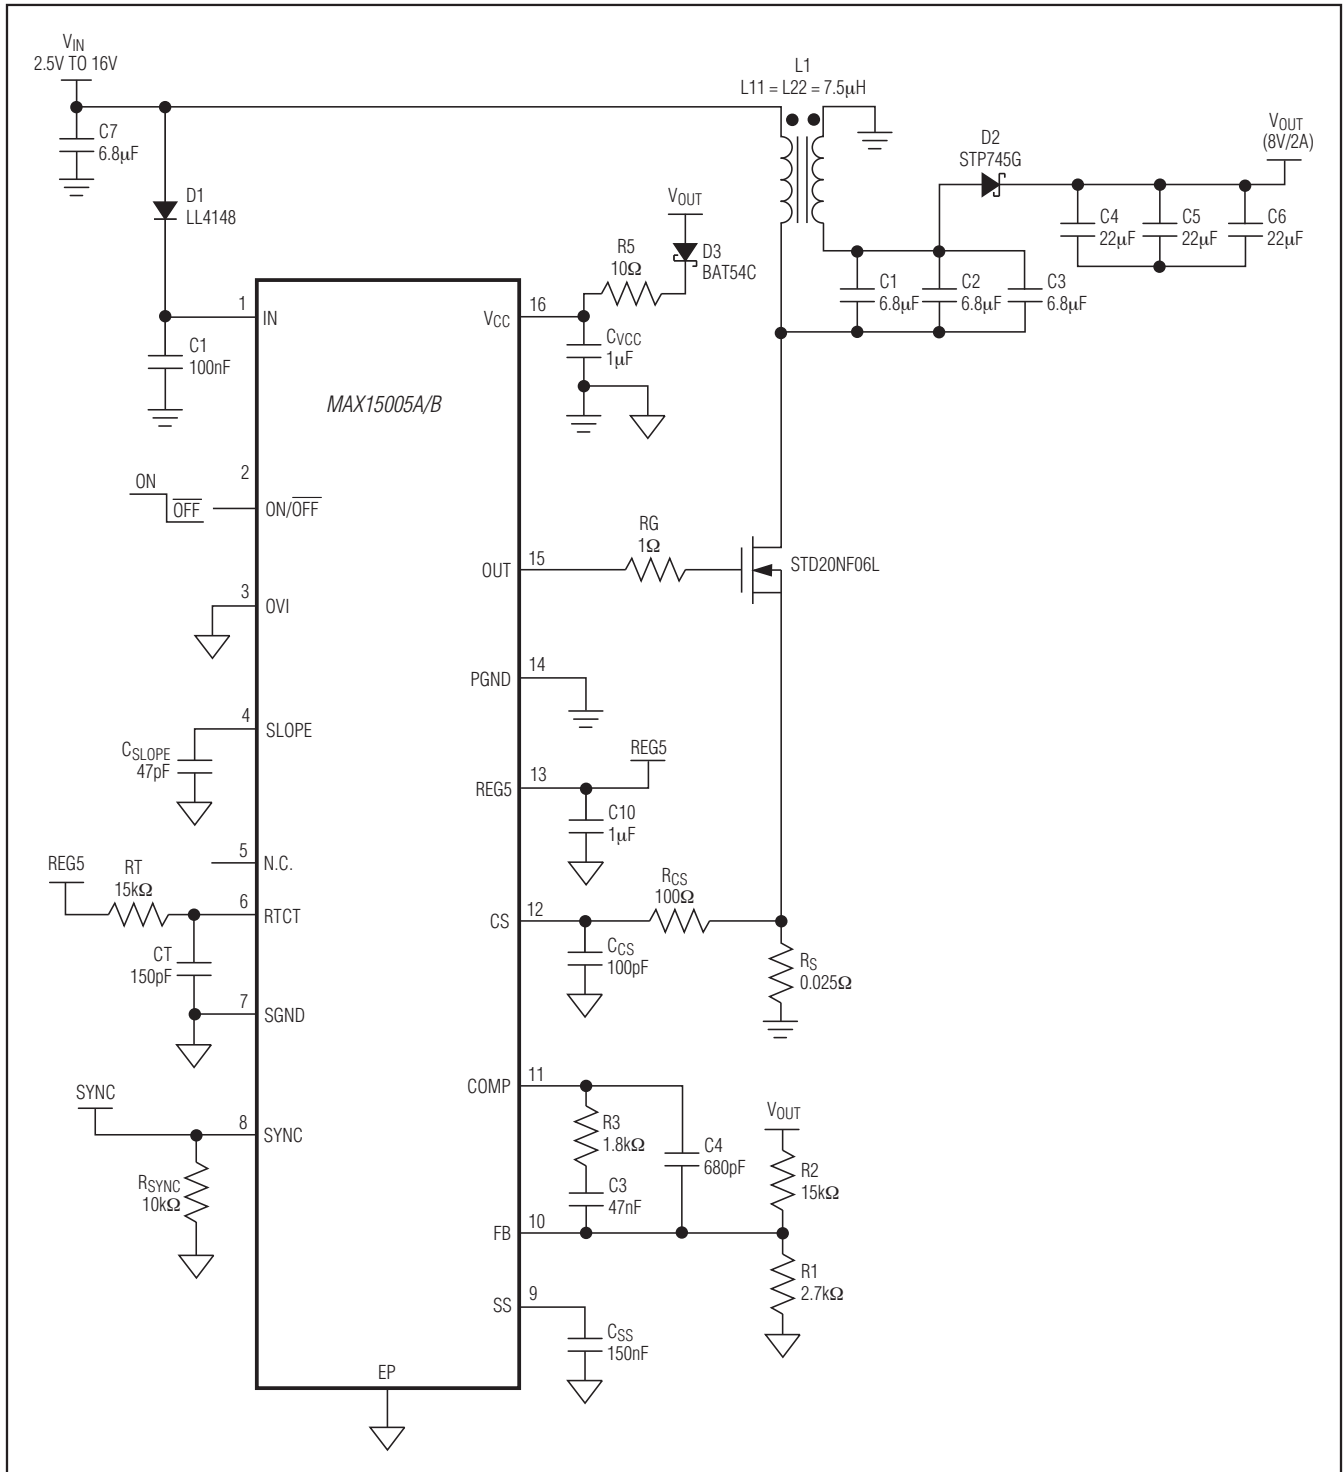 VIN
2.5V TO 16V
C7
6.8µF
D1
LL4148
C1
100nF
L1
L11 = L22 = 7.5µH
D2
STP745G
VOUT
(8V/2A)
C4
22µF
C5
22µF
C6
22µF
C1
6.8µF
C2
6.8µF
C3
6.8µF
VOUT
D3
BAT54C
R5
10Ω
CVCC
1µF
MAX15005A/B
1
IN
16
VCC
ON
OFF
2
ON/OFF
15
OUT
RG
1Ω
STD20NF06L
3
OVI
14
PGND
4
SLOPE
CSLOPE
47pF
REG5
13
REG5
C10
1µF
5
N.C.
REG5
RT
15kΩ
6
RTCT
CT
150pF
12
CS
RCS
100Ω
CCS
100pF
RS
0.025Ω
7
SGND
SYNC
8
SYNC
RSYNC
10kΩ
11
COMP
R3
1.8kΩ
C3
47nF
C4
680pF
VOUT
R2
15kΩ
10
FB
R1
2.7kΩ
9
SS
CSS
150nF
EP